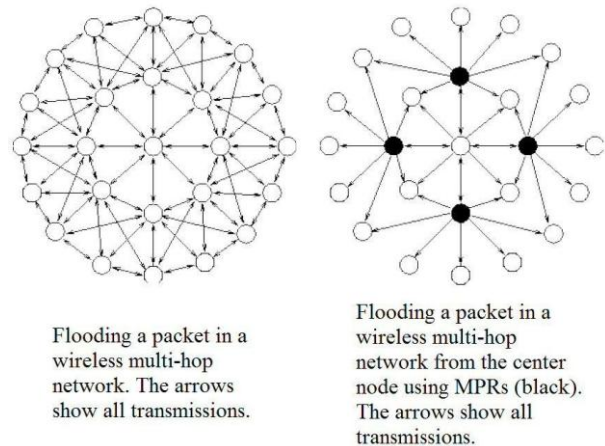 Flooding a packet in a
wireless multi-hop
network. The arrows
show all transmissions.
Flooding a packet in a
wireless multi-hop
network from the center
node using MPRs (black).
The arrows show all
transmissions.